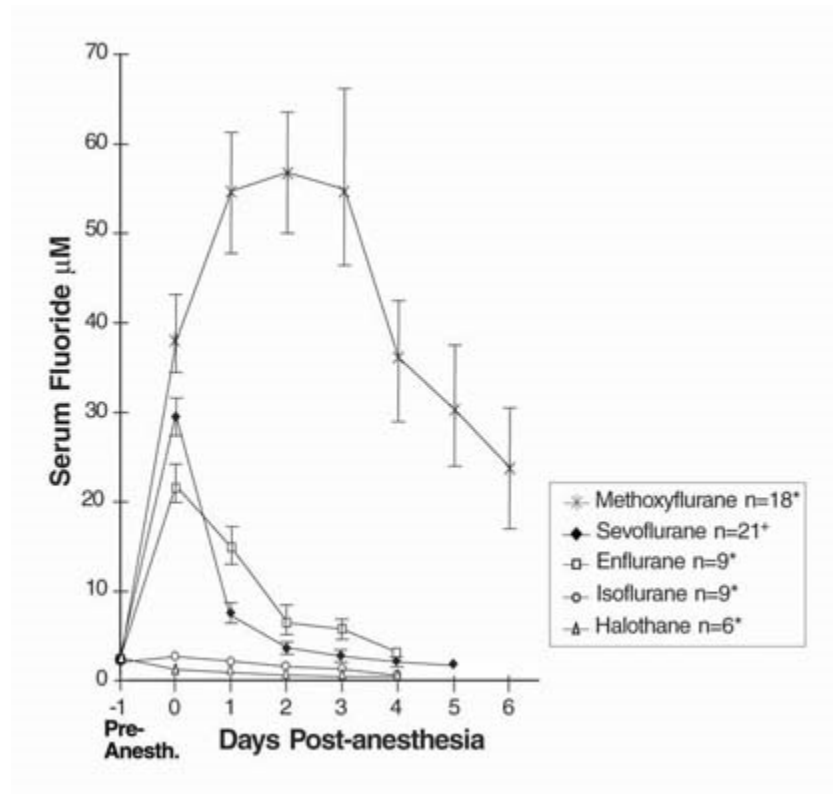 70
60
50
40
30
20
10
0
Serum Fluoride μM
-1 0 1 2 3 4 5 6
Pre-
Anesth.
Days Post-anesthesia
Methoxyflurane n=18*
Sevoflurane n=21+
Enflurane n=9*
Isoflurane n=9*
Halothane n=6*